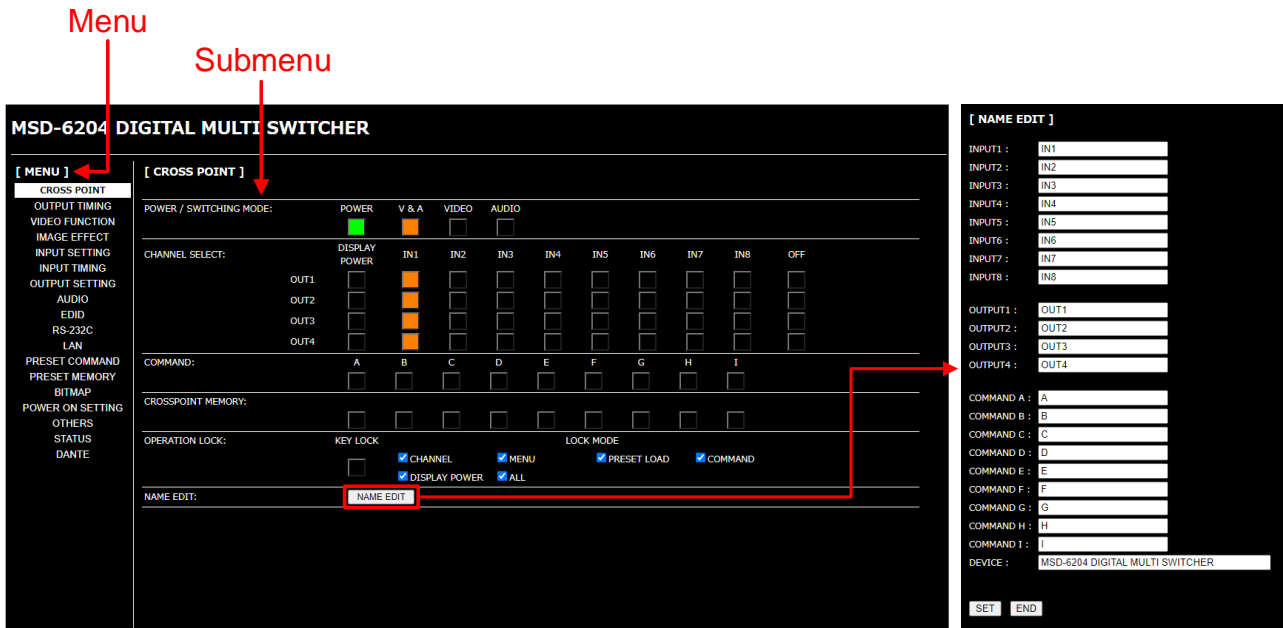 Menu
Submenu
MSD-6204 DIGITAL MULTI SWITCHER
[ MENU ]
CROSS POINT
OUTPUT TIMING
VIDEO FUNCTION
IMAGE EFFECT
INPUT SETTING
INPUT TIMING
OUTPUT SETTING
AUDIO
EDID
RS-232C
LAN
PRESET COMMAND
PRESET MEMORY
BITMAP
POWER ON SETTING
OTHERS
STATUS
DANTE
[ CROSS POINT ]
POWER / SWITCHING MODE: POWER V & A VIDEO AUDIO
CHANNEL SELECT: DISPLAY POWER IN1 IN2 IN3 IN4 IN5 IN6 IN7 IN8 OFF
OUT1
OUT2
OUT3
OUT4
COMMAND: A B C D E F G H I
CROSSPOINT MEMORY:
OPERATION LOCK: KEY LOCK LOCK MODE
CHANNEL MENU PRESET LOAD COMMAND
DISPLAY POWER ALL
NAME EDIT: NAME EDIT
[ NAME EDIT ]
INPUT1 : IN1
INPUT2 : IN2
INPUT3 : IN3
INPUT4 : IN4
INPUT5 : IN5
INPUT6 : IN6
INPUT7 : IN7
INPUT8 : IN8
OUTPUT1 : OUT1
OUTPUT2 : OUT2
OUTPUT3 : OUT3
OUTPUT4 : OUT4
COMMAND A : A
COMMAND B : B
COMMAND C : C
COMMAND D : D
COMMAND E : E
COMMAND F : F
COMMAND G : G
COMMAND H : H
COMMAND I : I
DEVICE : MSD-6204 DIGITAL MULTI SWITCHER
SET END